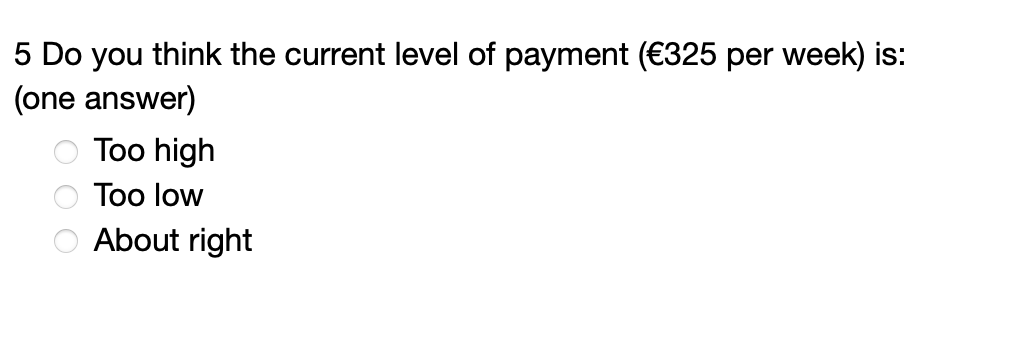 5 Do you think the current level of payment (€325 per week) is:
(one answer)
Too high
Too low
About right